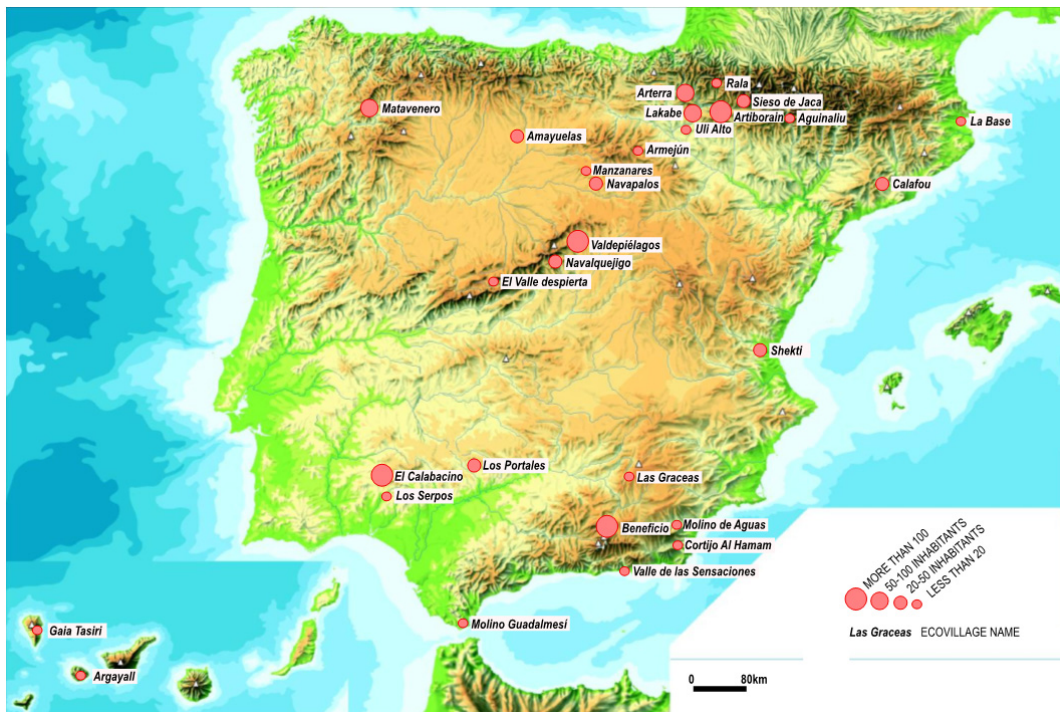 Rala
Arterra
Sieso de Jaca
Matavenero
Lakabe
Artiborain
Aguinaliu
La Base
Uli Alto
Amayuelas
Armejún
Manzanares
Navapalos
Calafou
Valdepiélagos
Navalquejigo
El Valle despierta
Shekti
Los Portales
El Calabacino
Las Graceas
Los Serpos
Beneficio
Molino de Aguas
Cortijo Al Hamam
Valle de las Sensaciones
Molino Guadalmesí
Gaia Tasiri
Argayall
MORE THAN 100
50-100 INHABITANTS
20-50 INHABITANTS
LESS THAN 20
Las Graceas ECOVILLAGE NAME
0 80km